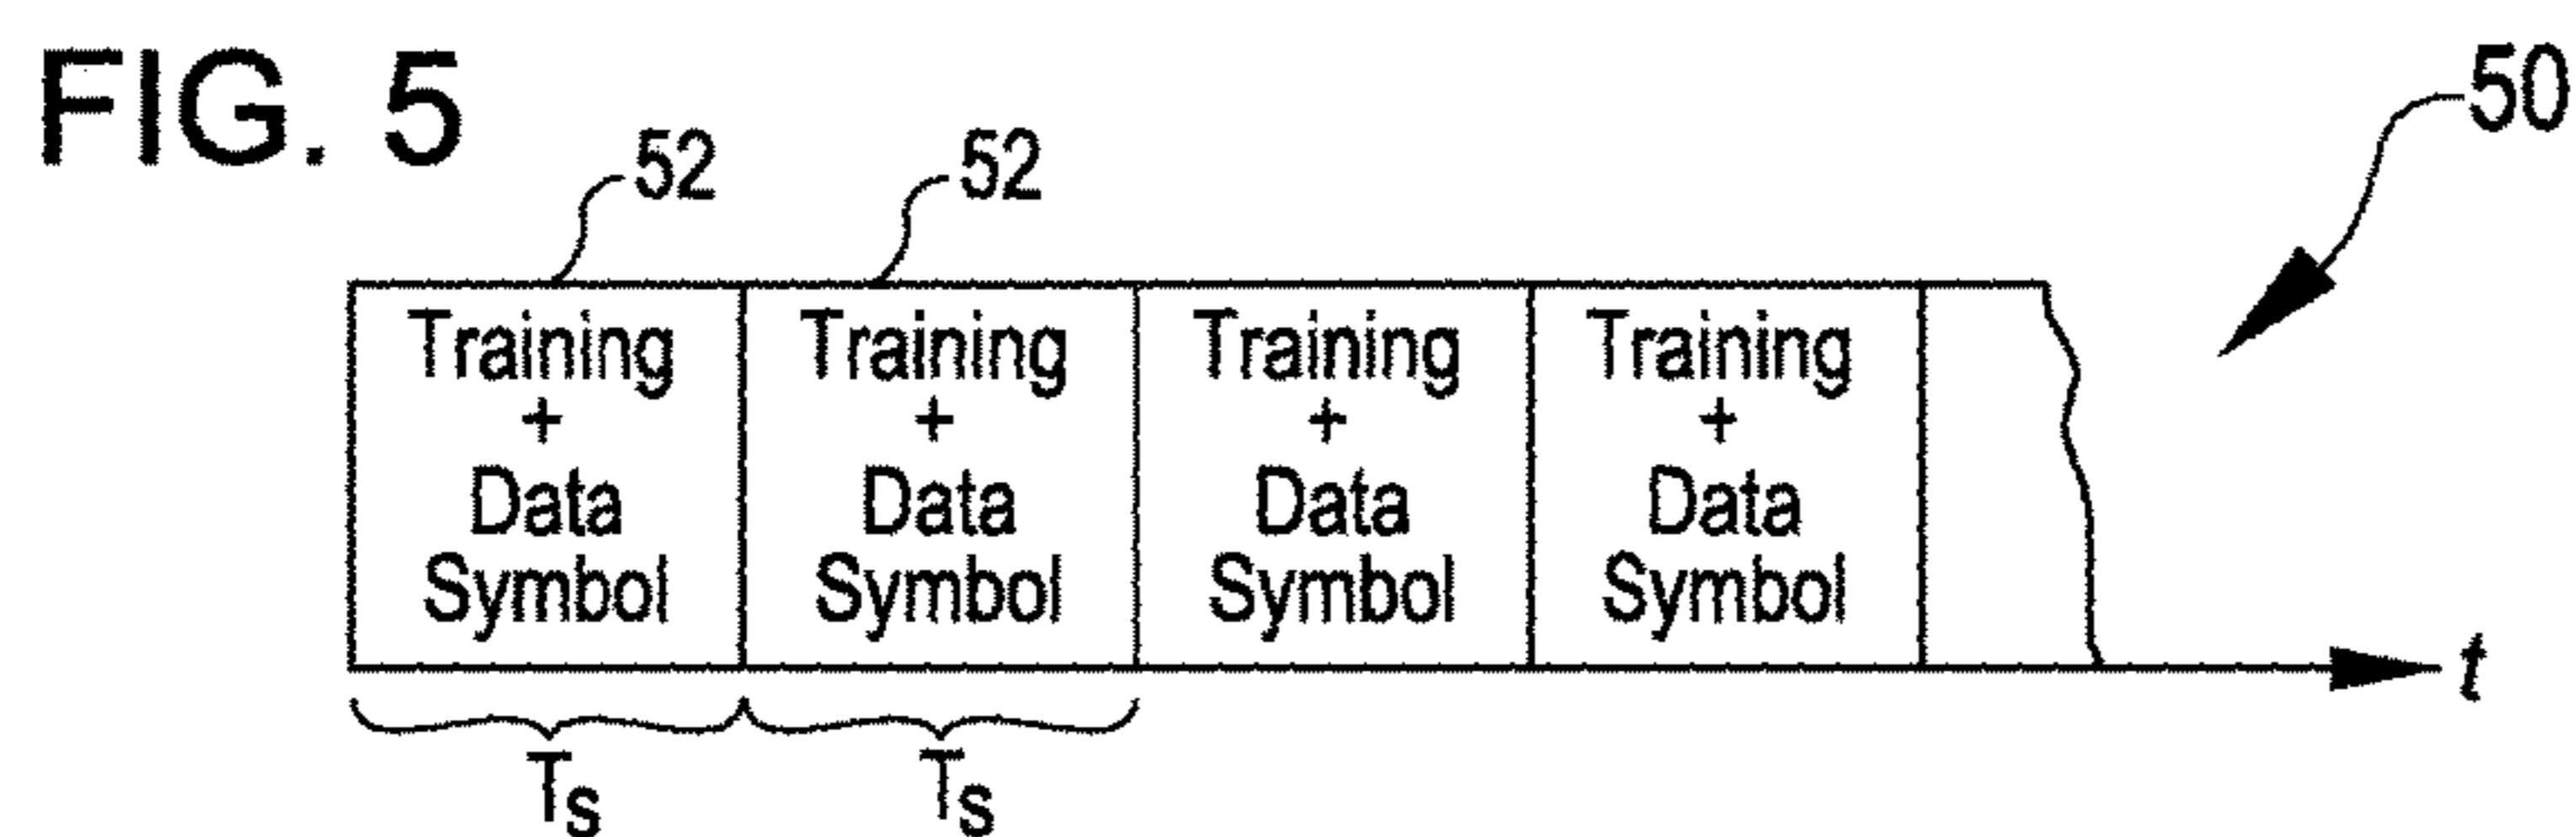 FIG. 5
50
52 52
Training Training Training Training
+ + + +
Data Data Data Data
Symbol Symbol Symbol Symbol
t
Ts Ts